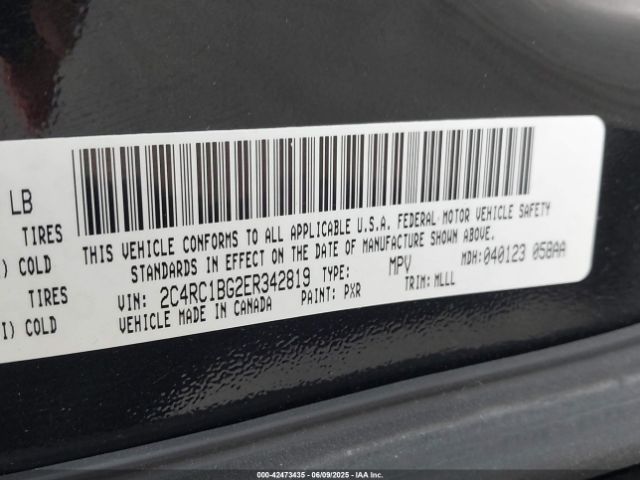 LB
TIRES
) COLD
I) COLD
THIS VEHICLE CONFORMS TO ALL APPLICABLE U.S.A. FEDERAL MOTOR VEHICLE SAFETY
STANDARDS IN EFFECT ON THE DATE OF MANUFACTURE SHOWN ABOVE.
MDH: 040123 058AA
VIN: 2C4RC1BG2ER342819 TYPE: MPV
VEHICLE MADE IN CANADA PAINT: PXR TRIM: MLLL
000-42473435 | 06/09/2025 | IAA Inc.